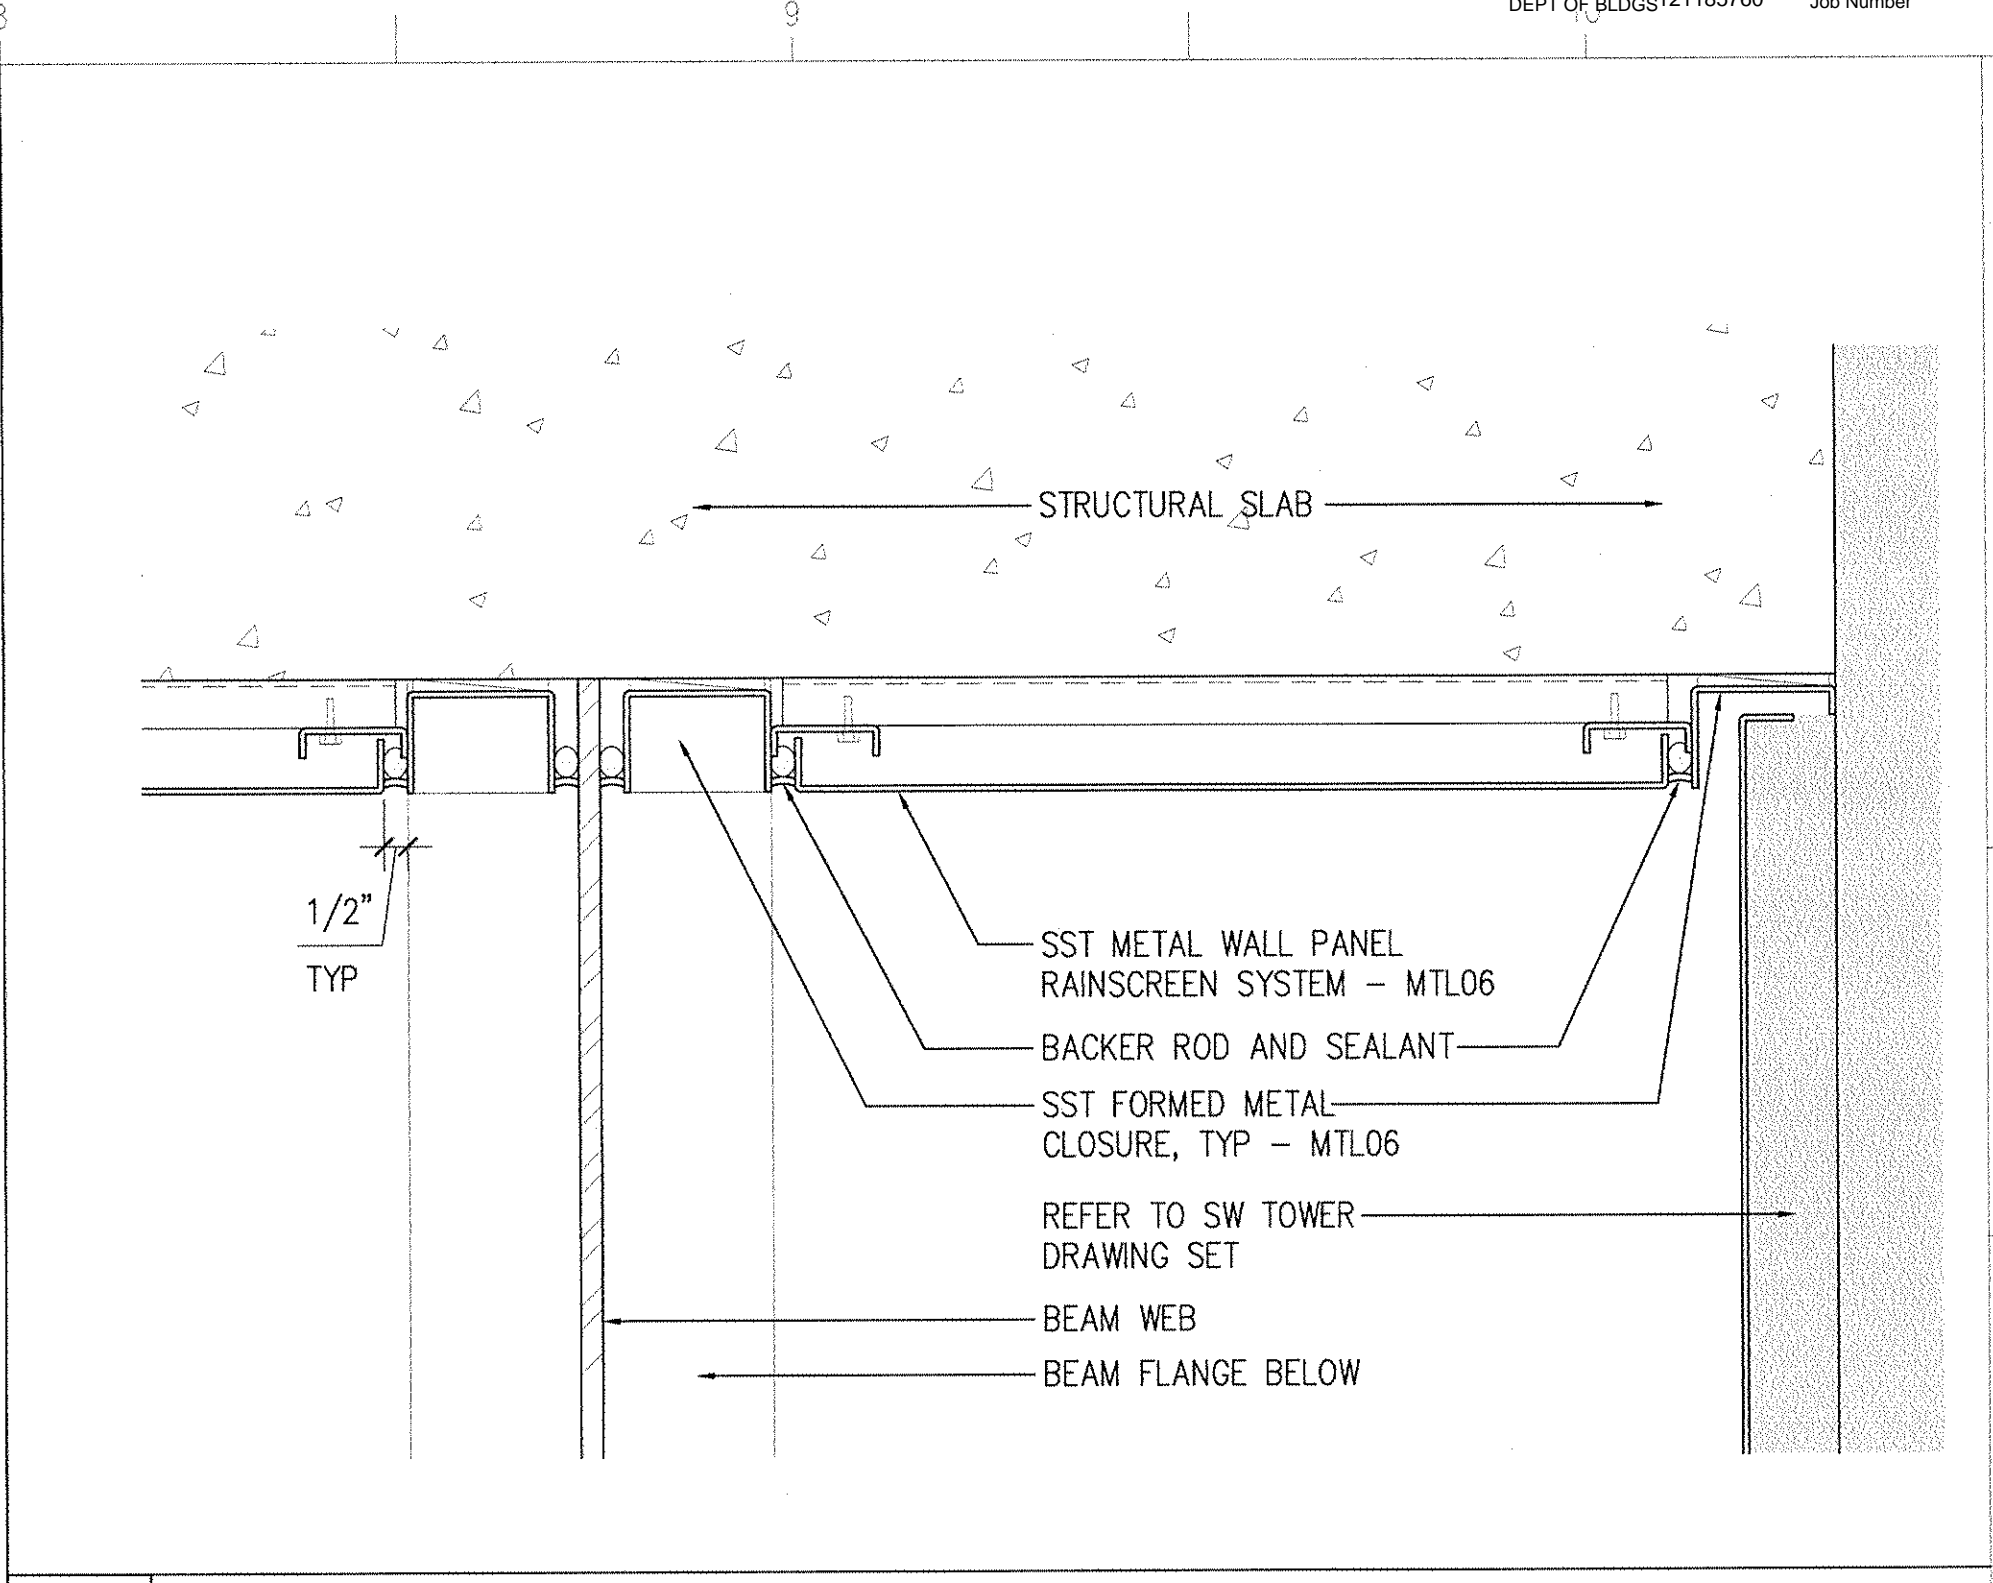 9
DEPT OF BLDGS 121185760 Job Number
STRUCTURAL SLAB
1/2"
TYP
SST METAL WALL PANEL
RAINSCREEN SYSTEM – MTL06
BACKER ROD AND SEALANT
SST FORMED METAL
CLOSURE, TYP – MTL06
REFER TO SW TOWER
DRAWING SET
BEAM WEB
BEAM FLANGE BELOW